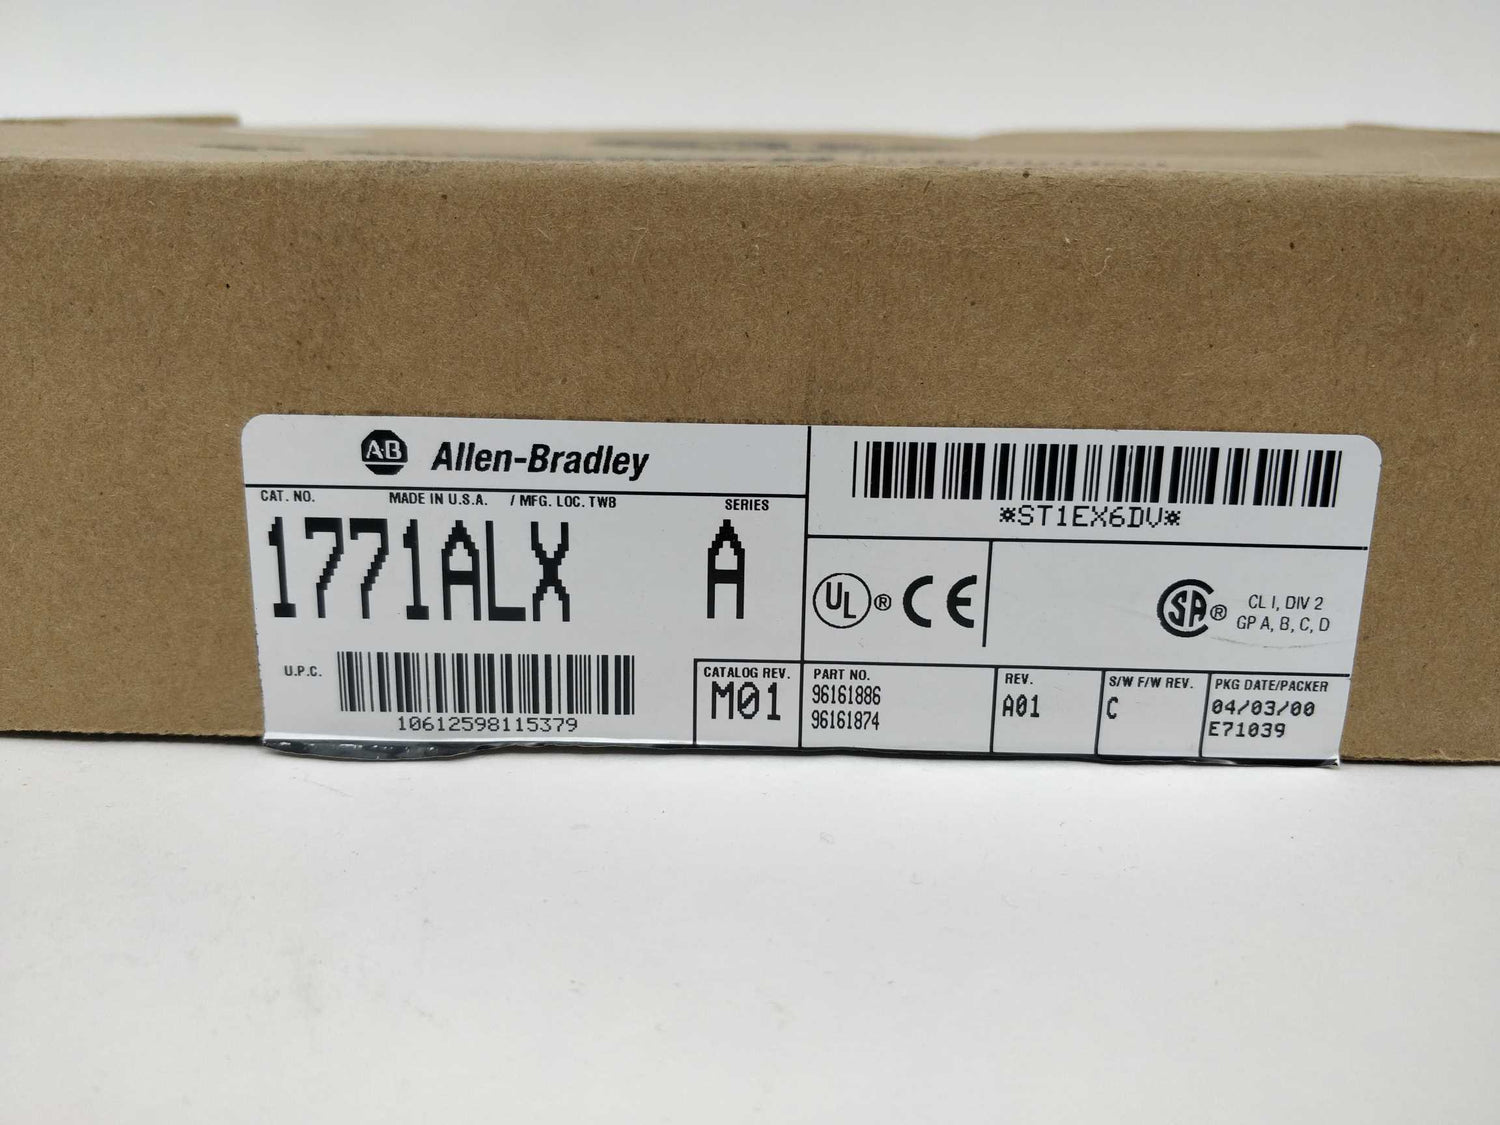 A-B Allen-Bradley
CAT. NO. MADE IN U.S.A. / MFG. LOC. TWB SERIES
1771ALX A
U.P.C.
10612598115379
CATALOG REV.
M01
*ST1EX6DV*
UL ® CE
SA ® CL I, DIV 2
GP A, B, C, D
PART NO.
96161886
96161874
REV.
A01
S/W F/W REV.
C
PKG DATE/PACKER
04/03/00
E71039